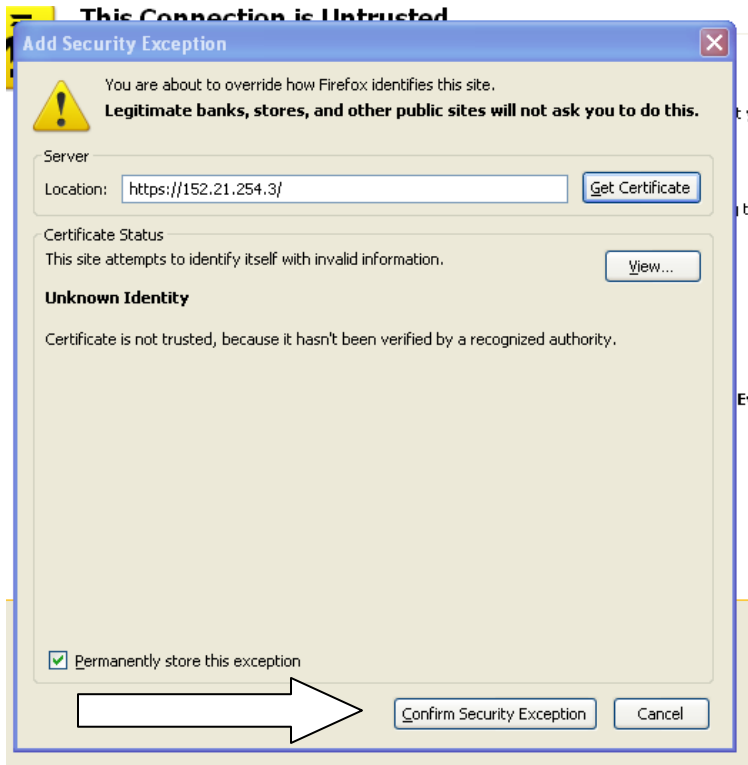 This Connection is Untrusted
Add Security Exception
You are about to override how Firefox identifies this site.
Legitimate banks, stores, and other public sites will not ask you to do this.
Server
Location: https://152.21.254.3/ Get Certificate
Certificate Status
This site attempts to identify itself with invalid information. View...
Unknown Identity
Certificate is not trusted, because it hasn't been verified by a recognized authority.
Permanently store this exception
Confirm Security Exception Cancel